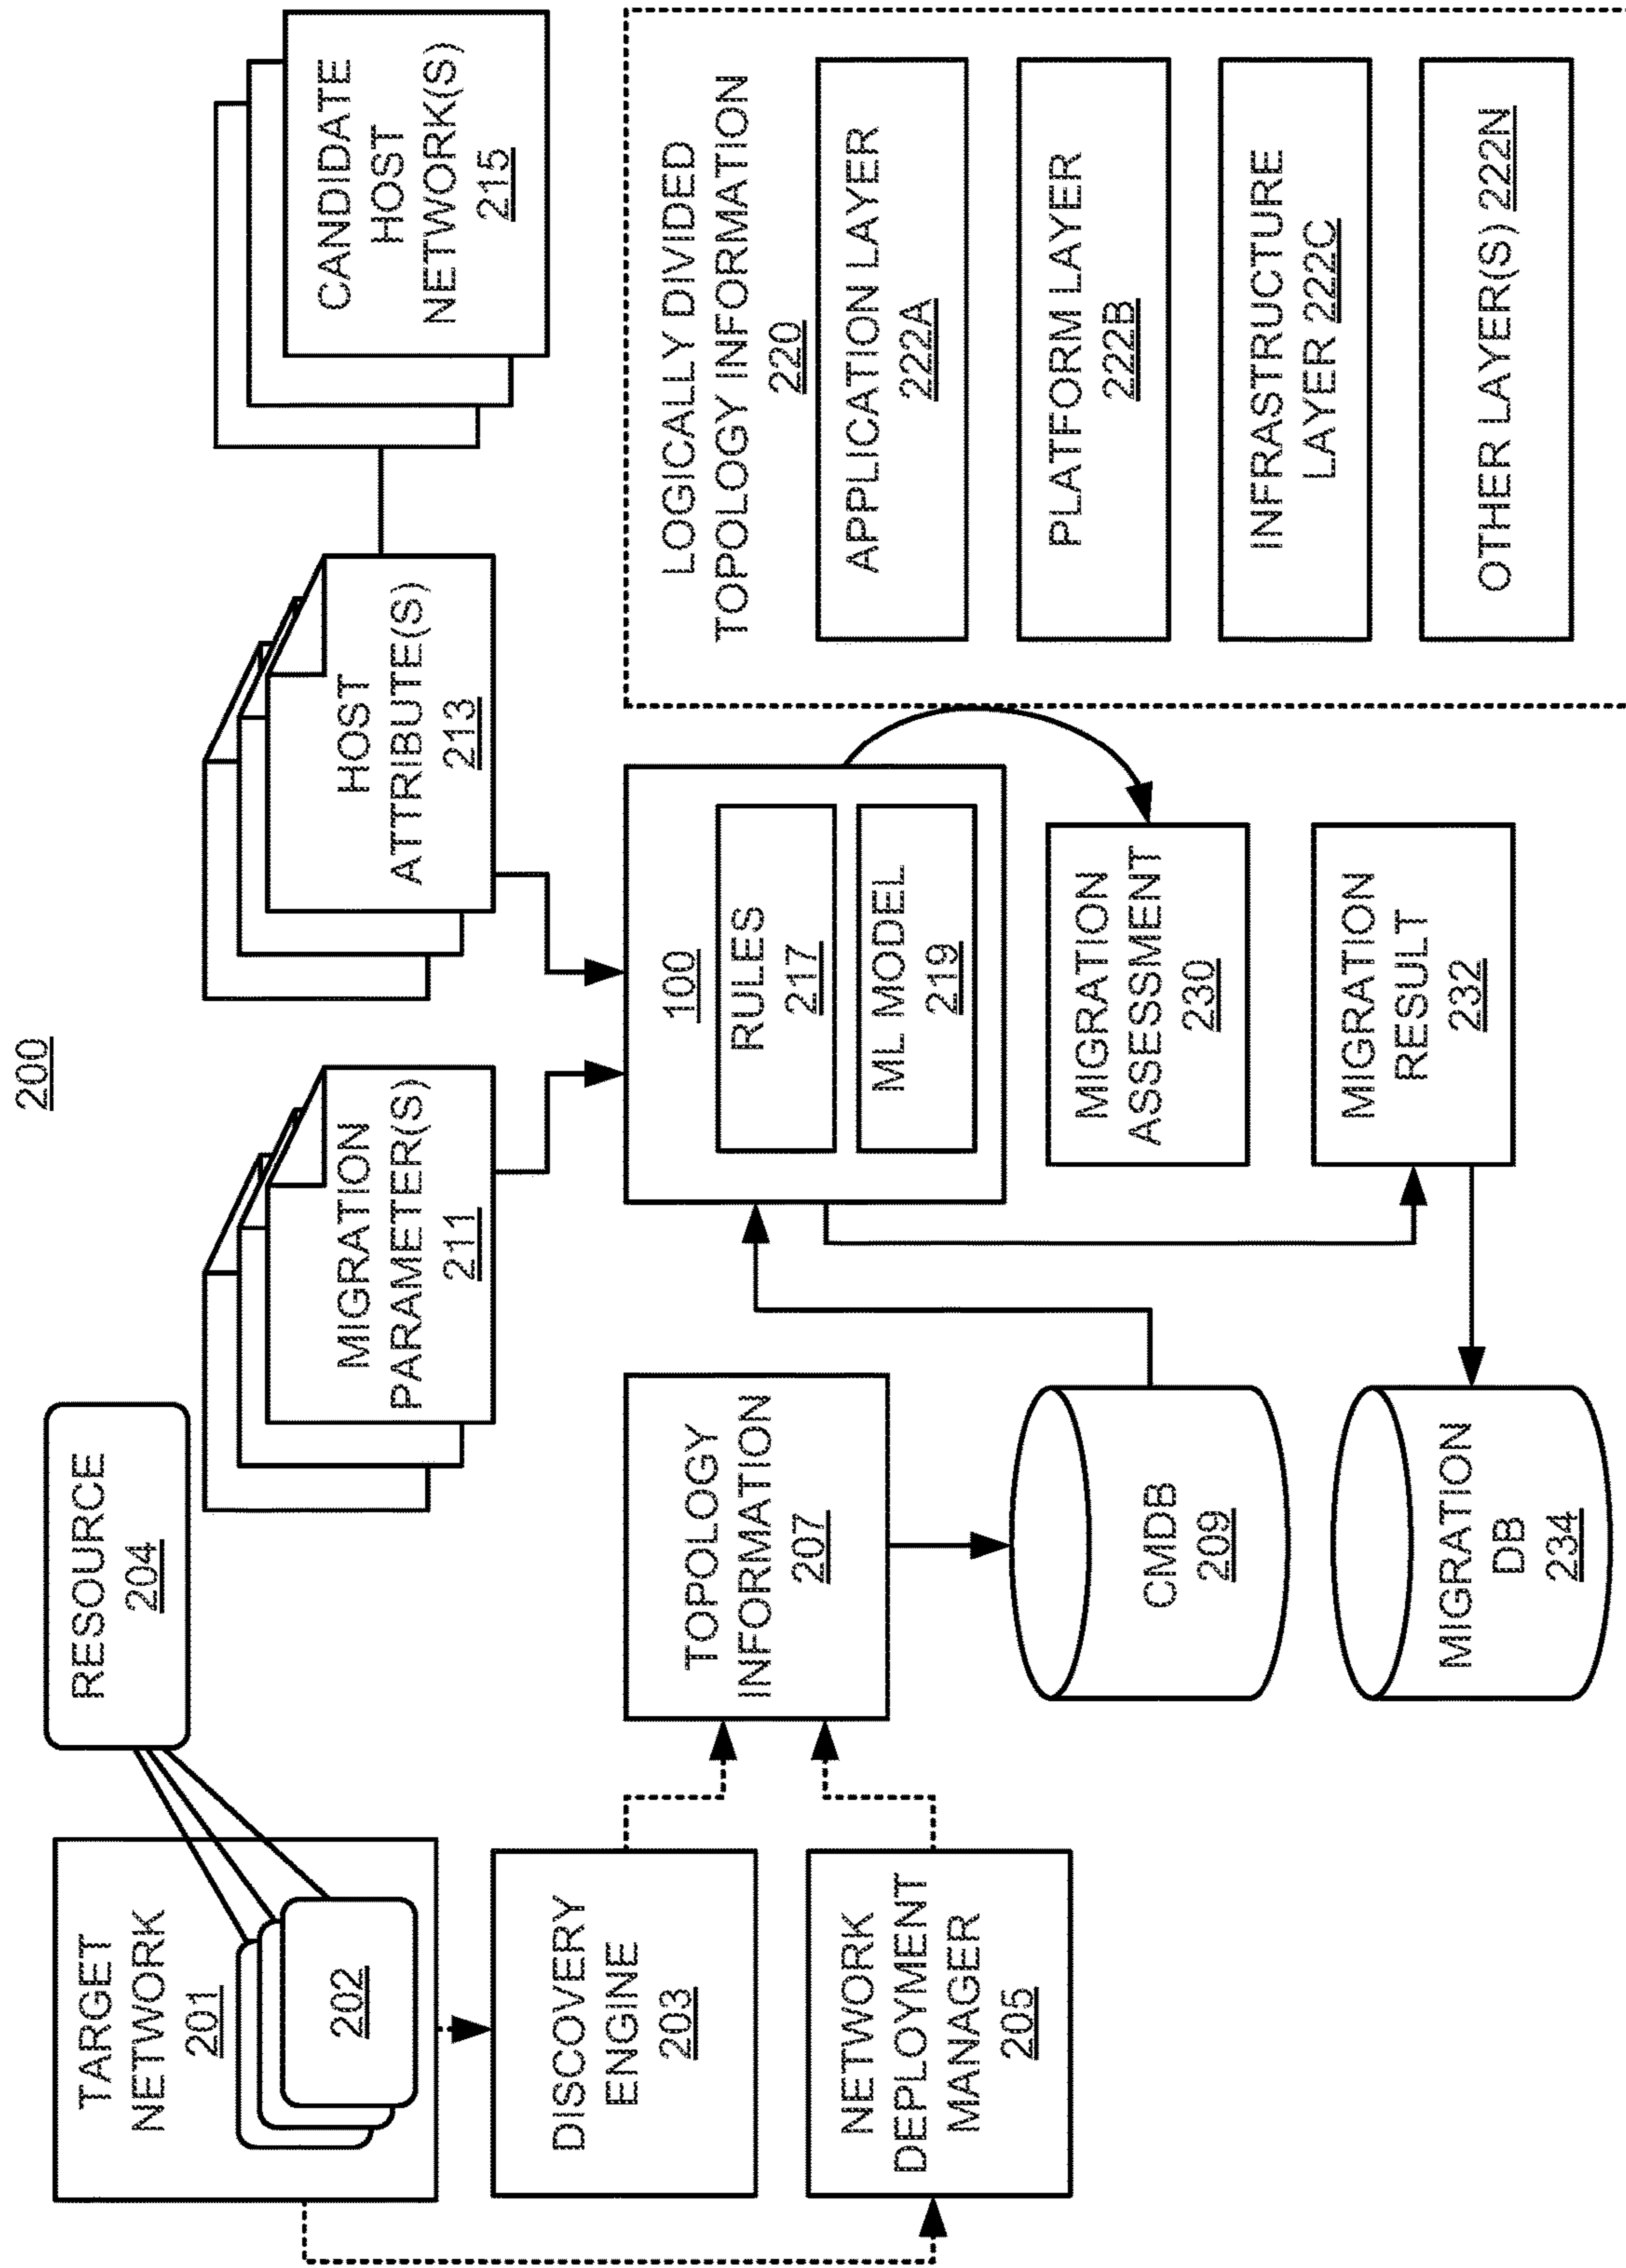 200
TARGET
NETWORK
201
202
RESOURCE
204
DISCOVERY
ENGINE
203
NETWORK
DEPLOYMENT
MANAGER
205
TOPOLOGY
INFORMATION
207
CMDB
209
MIGRATION
DB
234
MIGRATION
PARAMETER(S)
211
HOST
ATTRIBUTE(S)
213
CANDIDATE
HOST
NETWORK(S)
215
100
RULES
217
ML MODEL
219
MIGRATION
ASSESSMENT
230
MIGRATION
RESULT
232
LOGICALLY DIVIDED
TOPOLOGY INFORMATION
220
APPLICATION LAYER
222A
PLATFORM LAYER
222B
INFRASTRUCTURE
LAYER 222C
OTHER LAYER(S) 222N